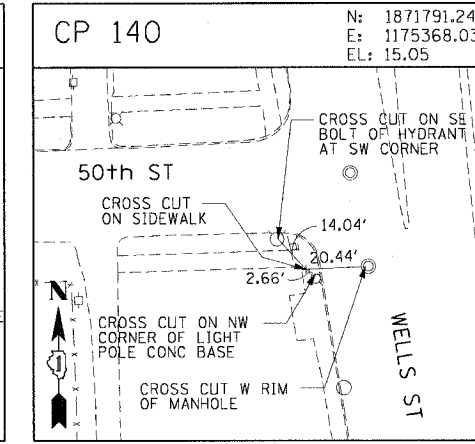 CP 140
N: 1871791.24
E: 1175368.03
EL: 15.05
CROSS CUT ON SE
BOLT OF HYDRANT
AT SW CORNER
50th ST
CROSS CUT
ON SIDEWALK
14.04'
20.44'
2.66'
N
1
CROSS CUT ON NW
CORNER OF LIGHT
POLE CONC BASE
WELLS ST
CROSS CUT W RIM
OF MANHOLE